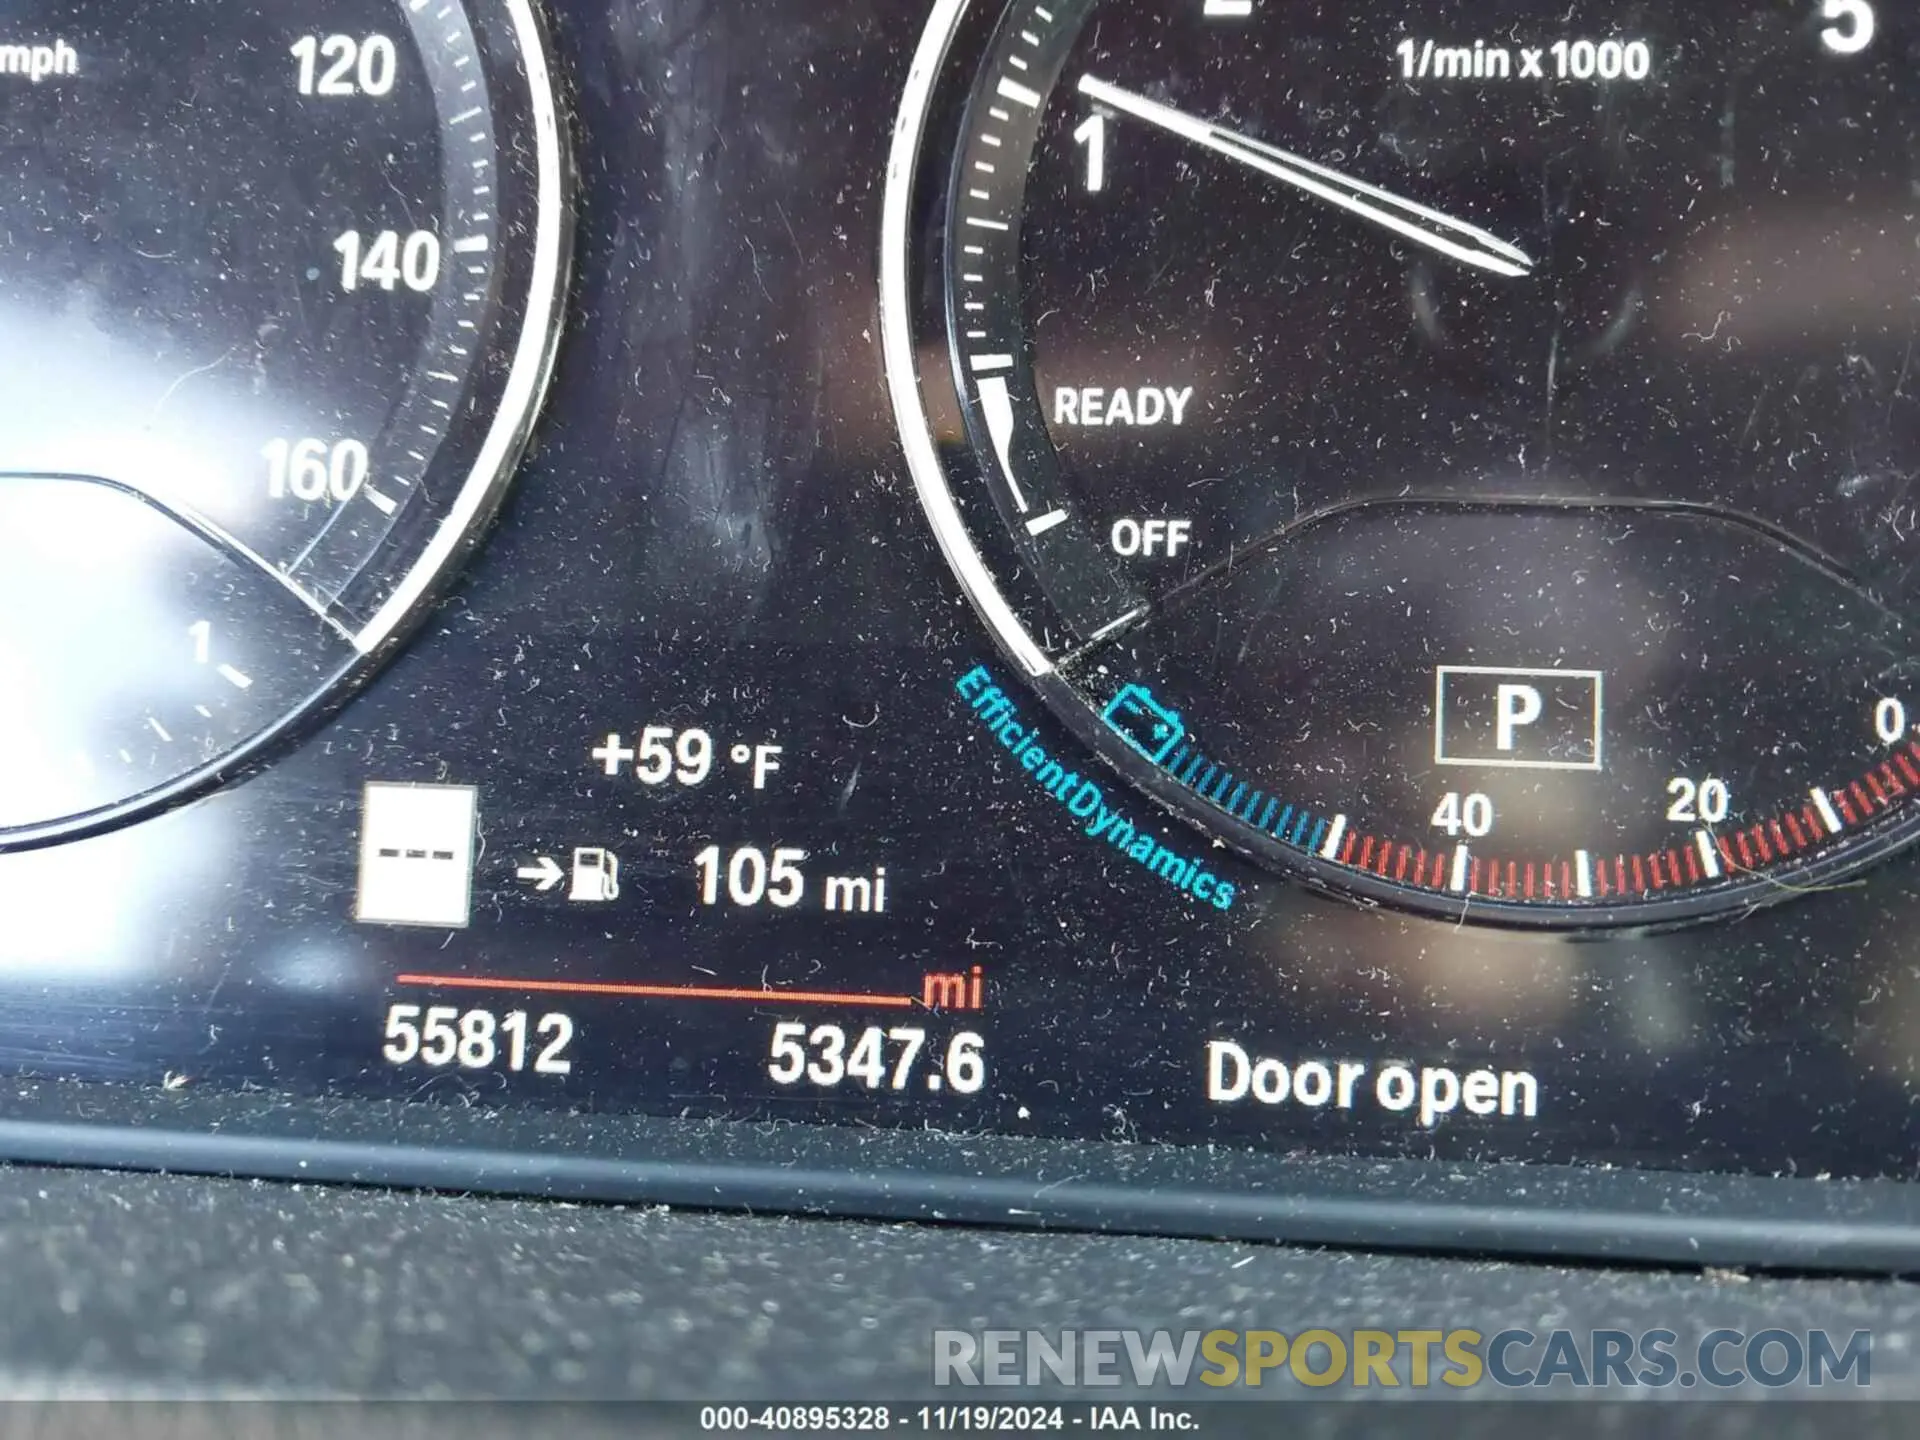 mph
120
140
160
1
2
1/min x 1000
5
1
READY
OFF
EfficientDynamics
P
40
20
0
+59 °F
---
105 mi
mi
55812
5347.6
Door open
RENEWSPORTSCARS.COM
000-40895328 - 11/19/2024 - IAA Inc.